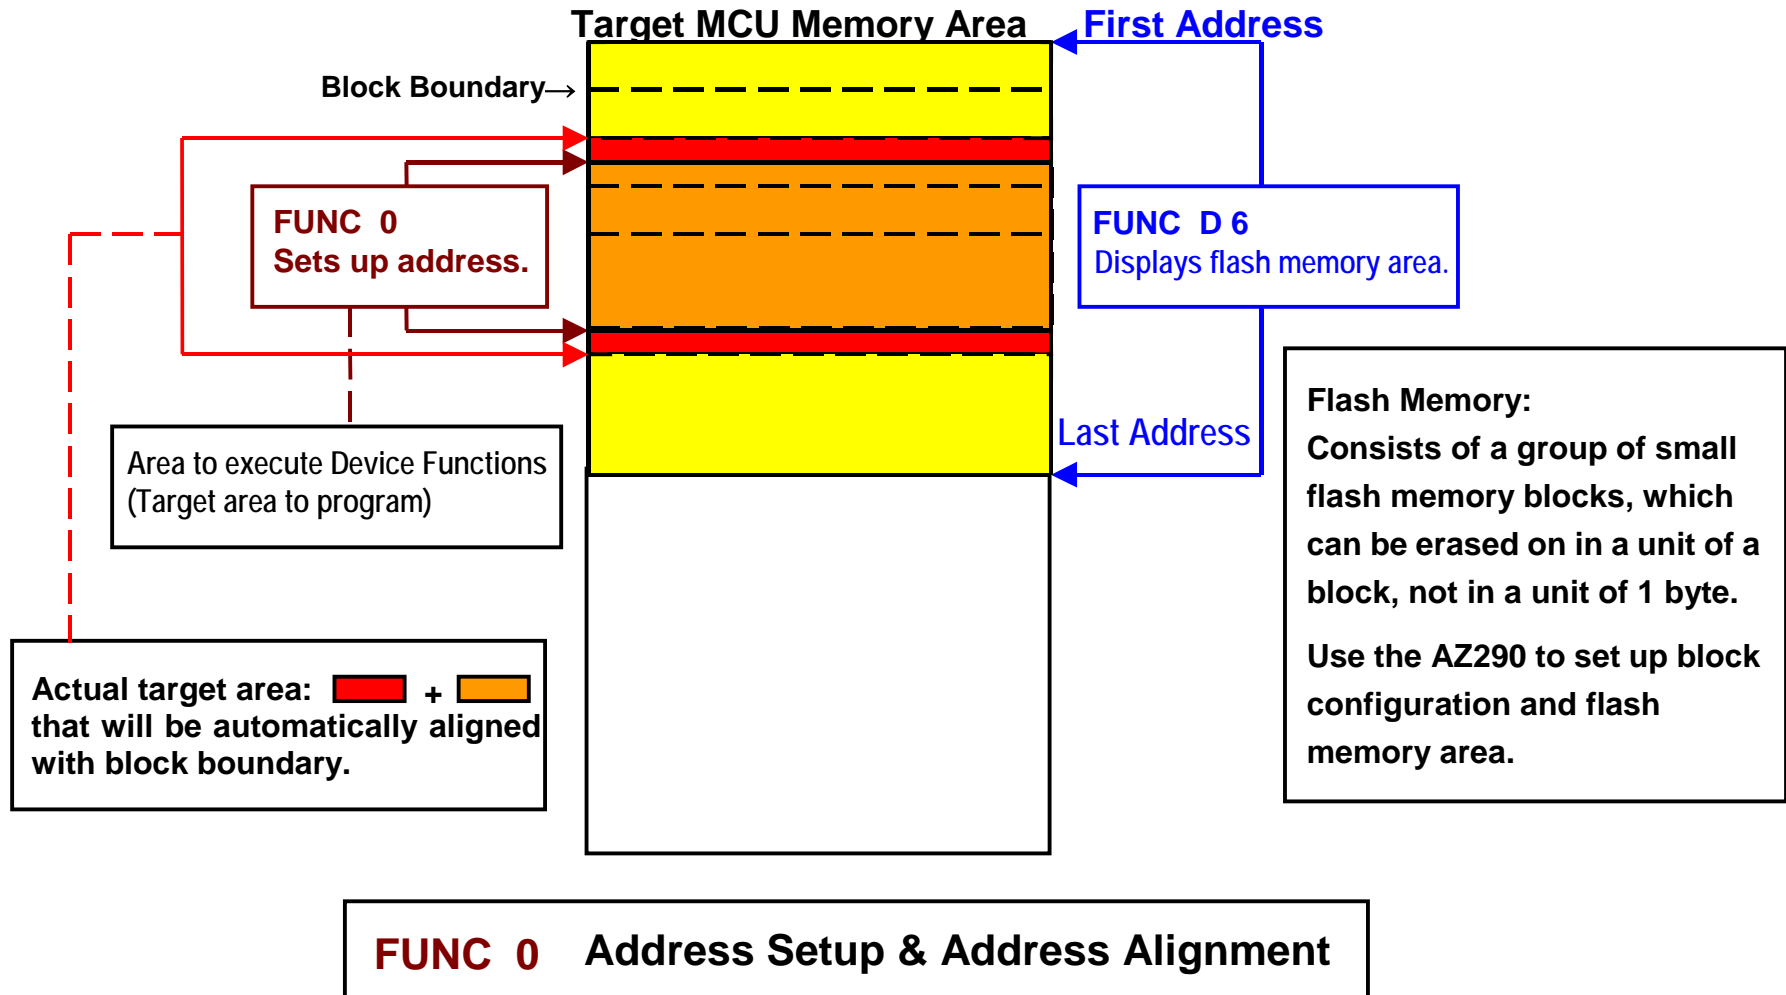 Target MCU Memory Area
First Address
Block Boundary→
FUNC 0
Sets up address.
FUNC D 6
Displays flash memory area.
Area to execute Device Functions
(Target area to program)
Last Address
Flash Memory:
Consists of a group of small
flash memory blocks, which
can be erased on in a unit of a
block, not in a unit of 1 byte.
Use the AZ290 to set up block
configuration and flash
memory area.
Actual target area: +
that will be automatically aligned
with block boundary.
FUNC 0 Address Setup & Address Alignment